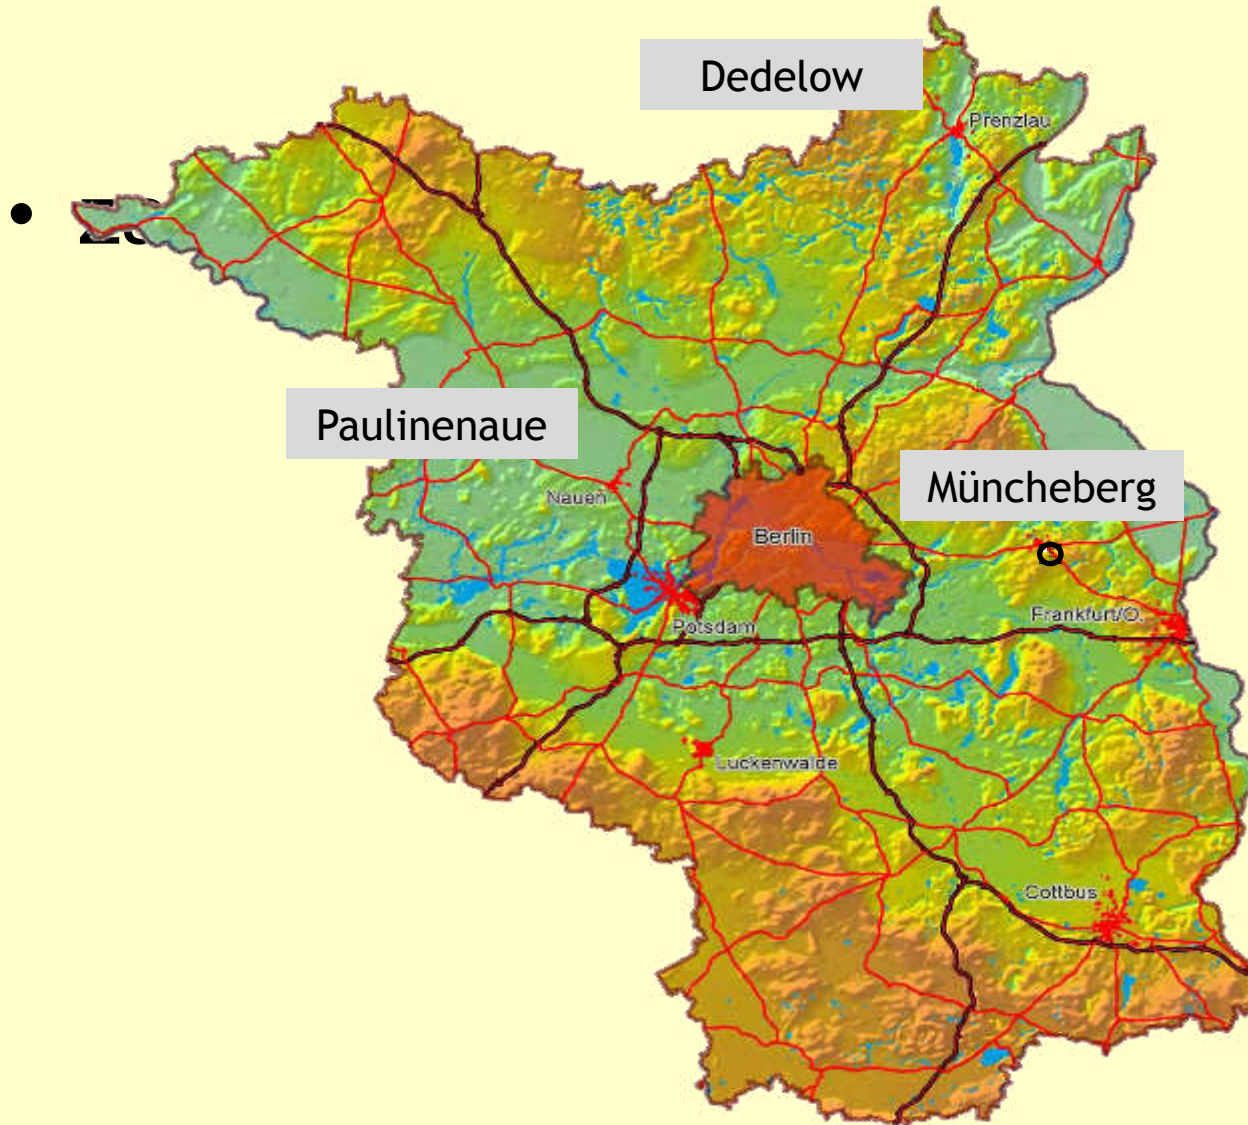 Dedelow
Prenzlau
Paulinenaue
Müncheberg
Nauen
Berlin
Potsdam
Frankfurt/O.
Luckenwalde
Cottbus